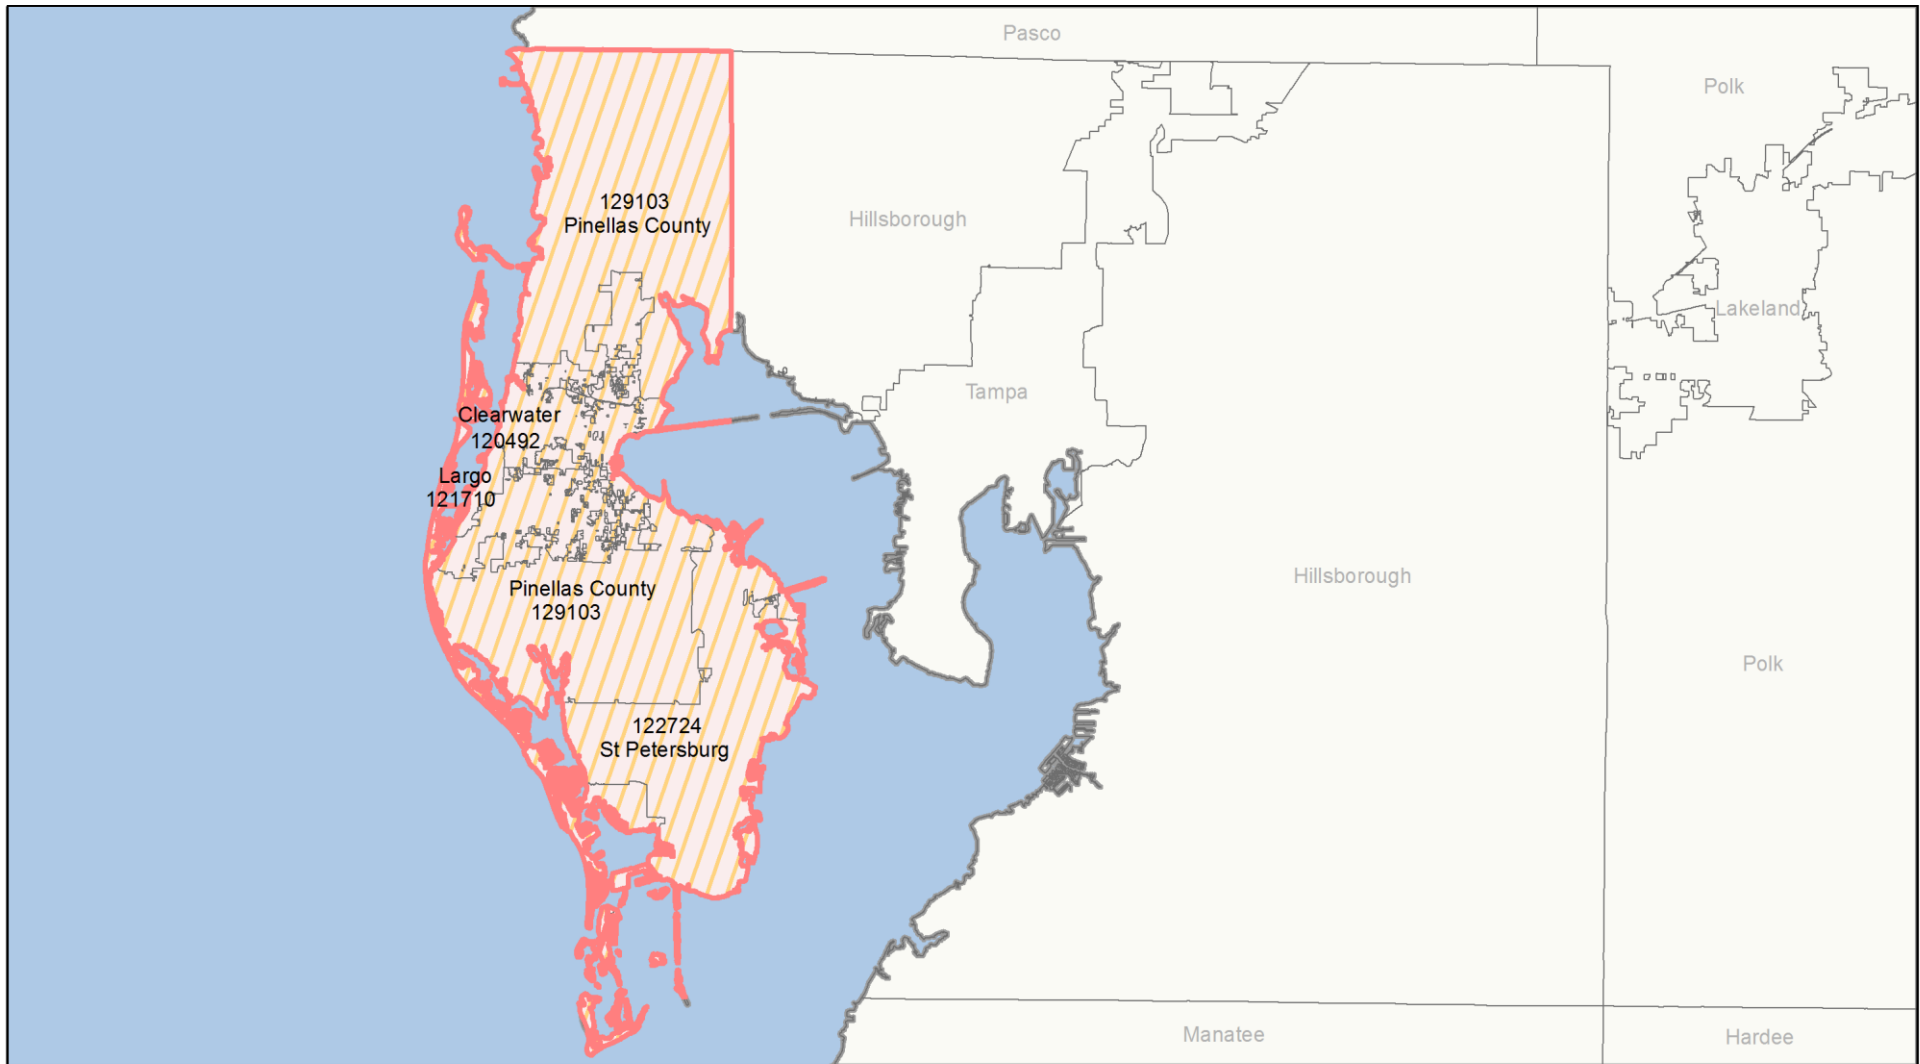 Pasco
Polk
129103
Pinellas County
Hillsborough
Lakeland
Tampa
Clearwater
120492
Largo
121710
Hillsborough
Pinellas County
129103
Polk
122724
St Petersburg
Manatee
Hardee